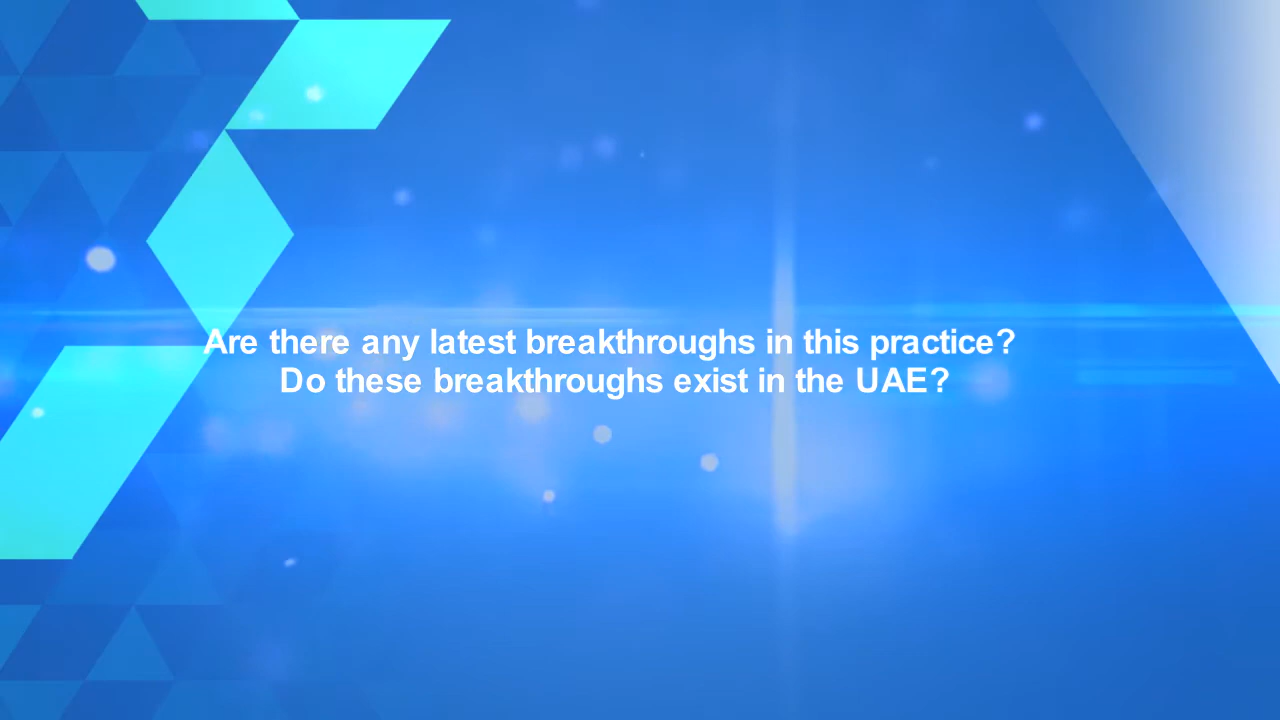 Are there any latest breakthroughs in this practice?
Do these breakthroughs exist in the UAE?